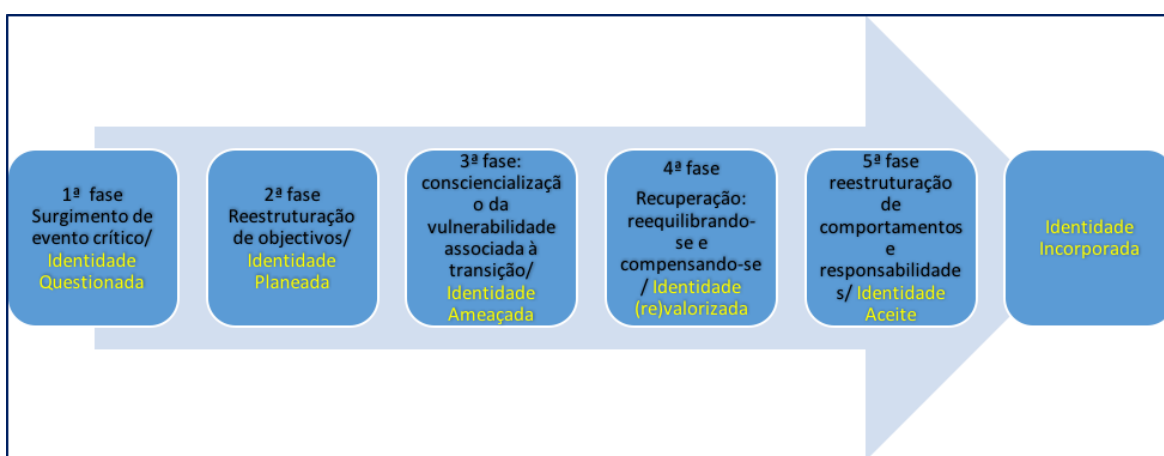 1ª fase
Surgimento de
evento crítico/
Identidade
Questionada
2ª fase
Reestruturação
de objectivos/
Identidade
Planeada
3ª fase:
consciencializaçã
o da
vulnerabilidade
associada à
transição/
Identidade
Ameaçada
4ª fase
Recuperação:
reequilibrando-
se e
compensando-se
/ Identidade
(re)valorizada
5ª fase
reestruturação
de
comportamentos
e
responsabilidade
s/ Identidade
Aceite
Identidade
Incorporada